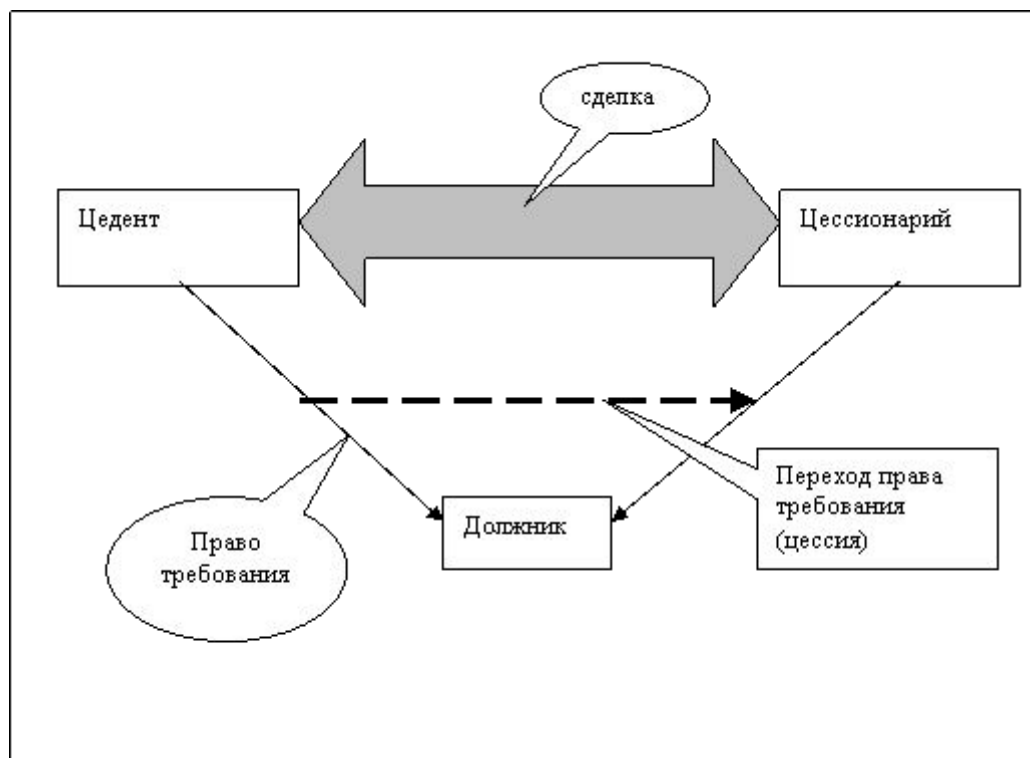 сделка
Цедент
Цессионарий
Право
требования
Должник
Переход права
требования
(цессия)